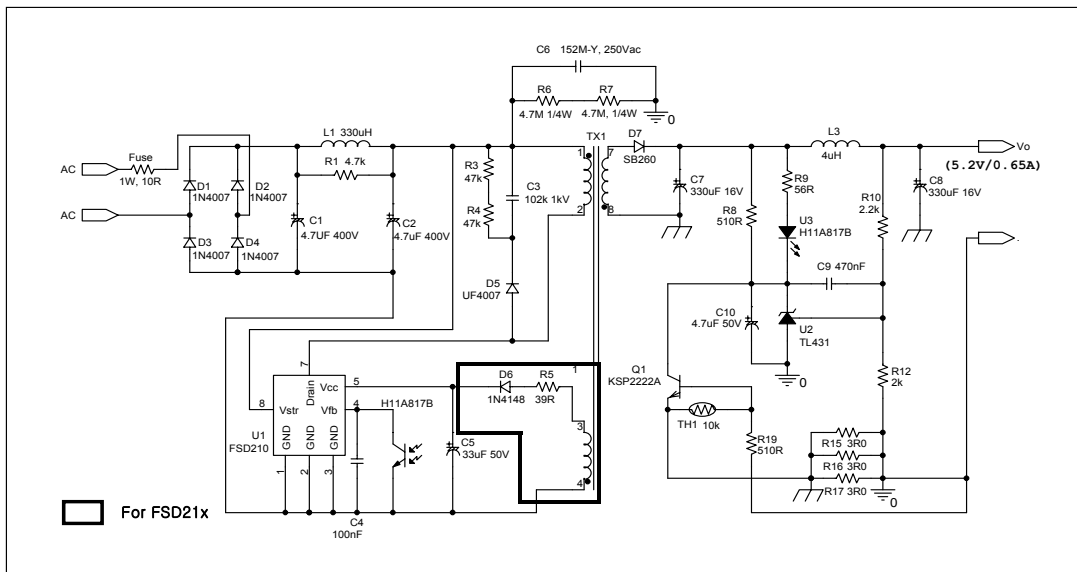 C6 152M-Y, 250Vac
R6 R7
4.7M 1/4W 4.7M, 1/4W
0
TX1
L1 330uH
R1 4.7k
Fuse
AC
1W, 10R
AC
D1
1N4007
D2
1N4007
D3
1N4007
D4
1N4007
C1
4.7UF 400V
C2
4.7uF 400V
R3
47k
R4
47k
C3
102k 1kV
D5
UF4007
1
2
7
8
D7
SB260
C7
330uF 16V
R8
510R
R9
56R
U3
H11A817B
L3
4uH
R10
2.2k
C8
330uF 16V
Vo
(5.2V/0.65A)
.
C9 470nF
C10
4.7uF 50V
U2
TL431
0
Q1
KSP2222A
TH1 10k
R19
510R
R12
2k
R15 3R0
R16 3R0
R17 3R0
0
7
Drain
Vcc
5
8
Vstr
Vfb
4
U1
FSD210
GND
GND
GND
1
2
3
H11A817B
C4
100nF
C5
33uF 50V
D6
1N4148
R5
39R
1
3
4
For FSD21x